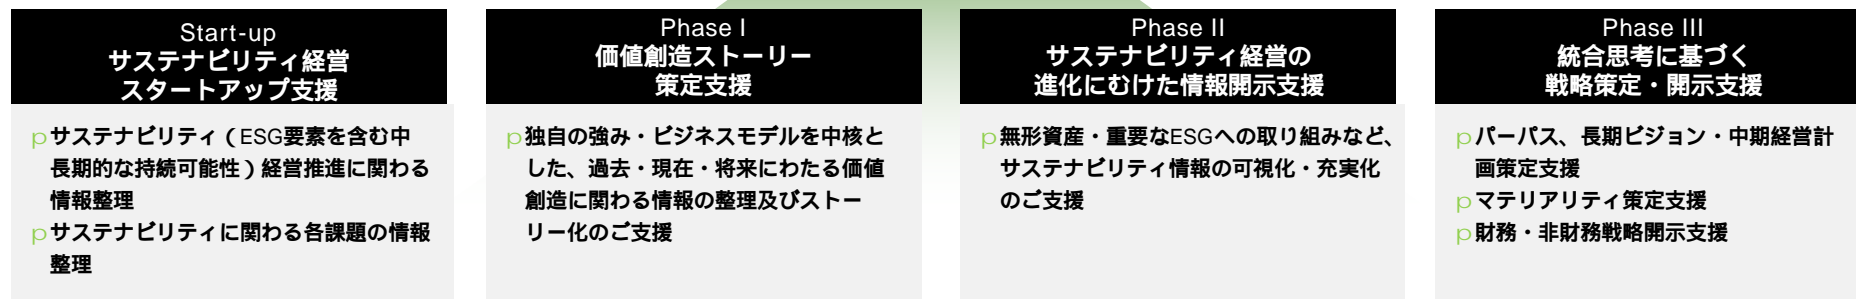 Start-up
サステナビリティ経営
スタートアップ支援
pサステナビリティ（ESG要素を含む中
長期的な持続可能性）経営推進に関わる
情報整理
pサステナビリティに関わる各課題の情報
整理
Phase I
価値創造ストーリー
策定支援
p独自の強み・ビジネスモデルを中核と
した、過去・現在・将来にわたる価値
創造に関わる情報の整理及びストー
リー化のご支援
Phase II
サステナビリティ経営の
進化にむけた情報開示支援
p無形資産・重要なESGへの取り組みなど、
サステナビリティ情報の可視化・充実化
のご支援
Phase III
統合思考に基づく
戦略策定・開示支援
pパーパス、長期ビジョン・中期経営計
画策定支援
pマテリアリティ策定支援
p財務・非財務戦略開示支援